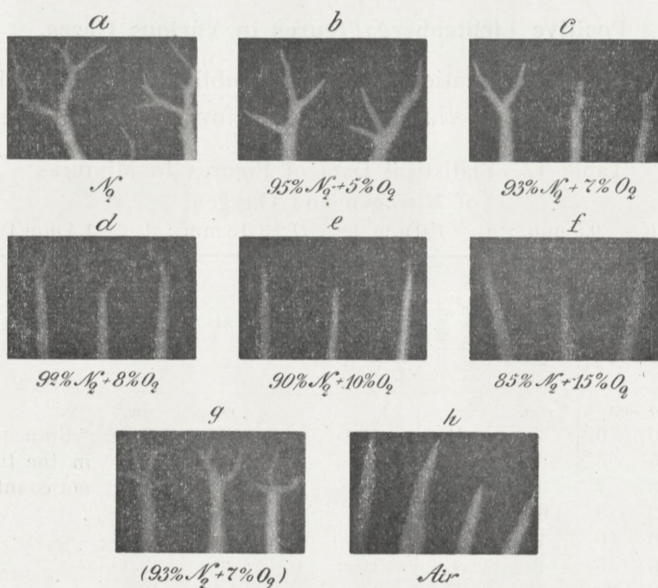 a b c
N₂ 95% N₂ + 5% O₂ 93% N₂ + 7% O₂
d e f
92% N₂ + 8% O₂ 90% N₂ + 10% O₂ 85% N₂ + 15% O₂
g h
(93% N₂ + 7% O₂) Air